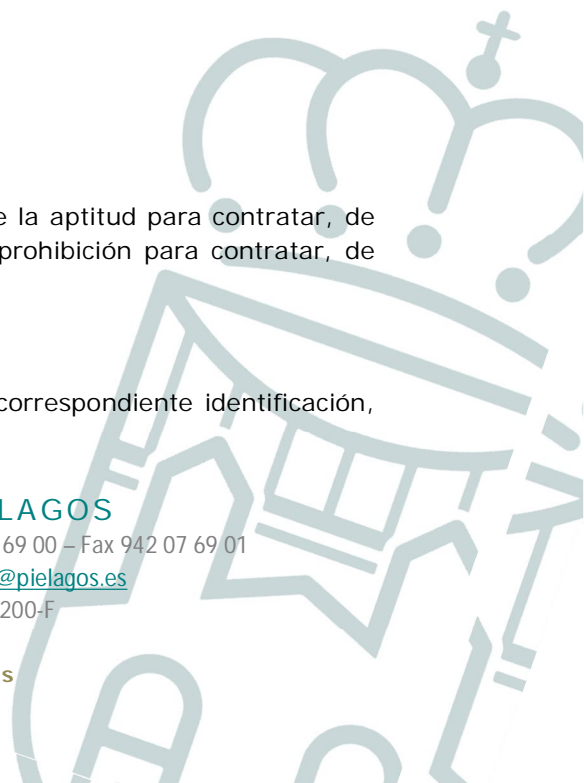 e la aptitud para contratar, de
prohibición para contratar, de
correspondiente identificación,
LAGOS
69 00 – Fax 942 07 69 01
@pielagos.es
200-F
s